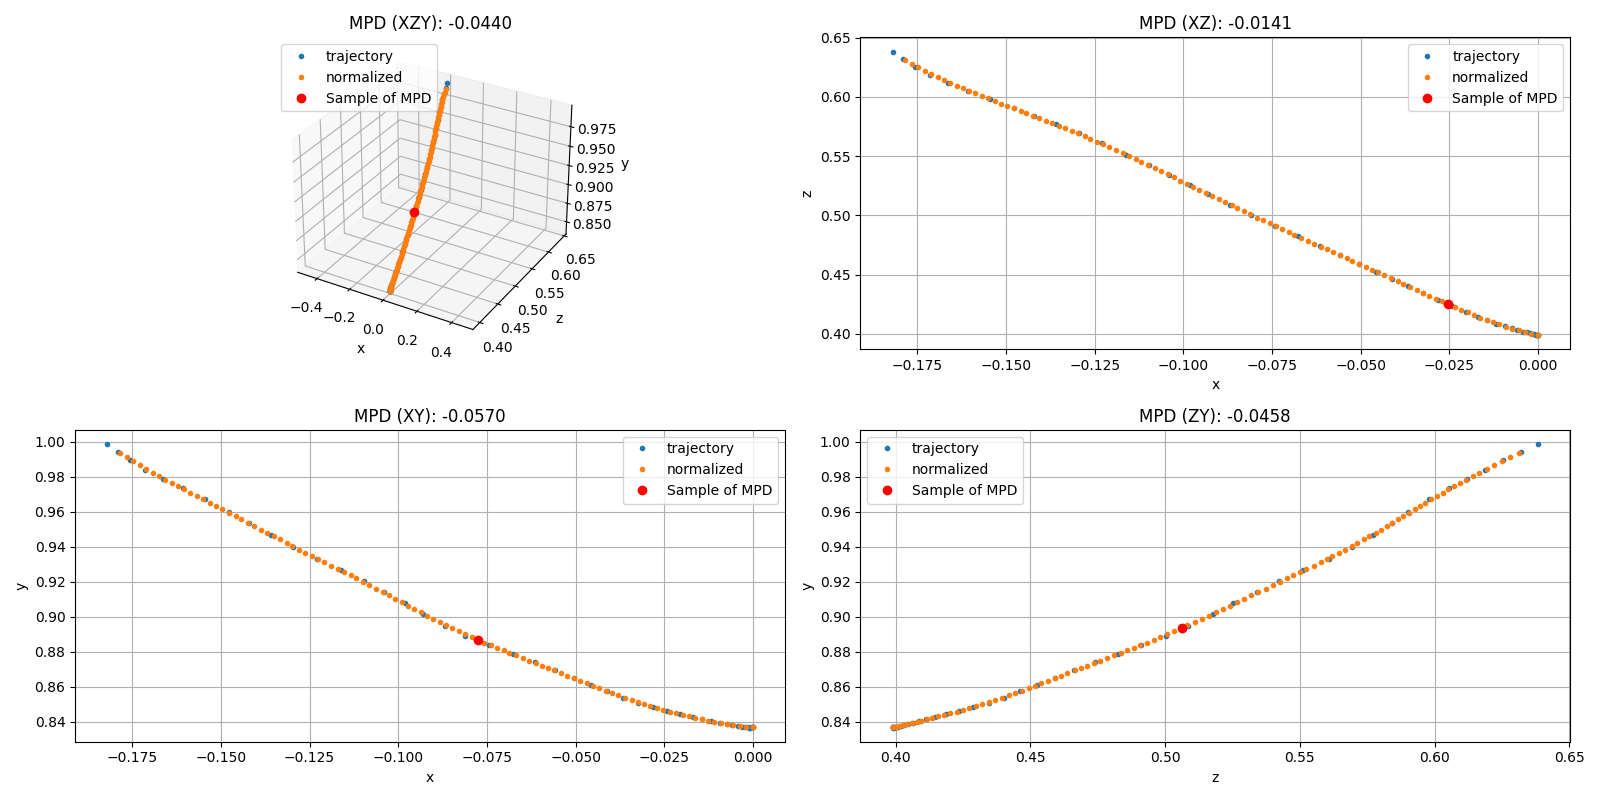 MPD (XZY): -0.0440
trajectory
normalized
Sample of MPD
0.975
0.950
0.925
0.900
0.875
0.850
y
0.65
0.60
0.55
0.50
0.45
0.40
z
−0.4
−0.2
0.0
0.2
0.4
x
MPD (XZ): -0.0141
trajectory
normalized
Sample of MPD
0.65
0.60
0.55
0.50
0.45
0.40
z
−0.175 −0.150 −0.125 −0.100 −0.075 −0.050 −0.025 0.000
x
MPD (XY): -0.0570
trajectory
normalized
Sample of MPD
1.00
0.98
0.96
0.94
0.92
0.90
0.88
0.86
0.84
y
−0.175 −0.150 −0.125 −0.100 −0.075 −0.050 −0.025 0.000
x
MPD (ZY): -0.0458
trajectory
normalized
Sample of MPD
1.00
0.98
0.96
0.94
0.92
0.90
0.88
0.86
0.84
y
0.40 0.45 0.50 0.55 0.60 0.65
z